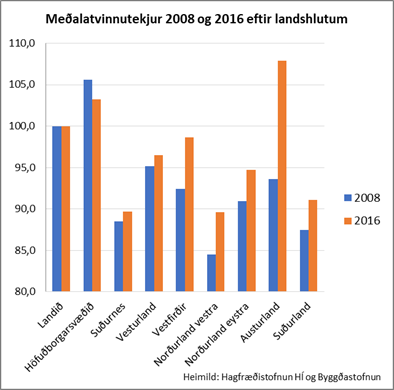 Meðalatvinnutekjur 2008 og 2016 eftir landshlutum
110,0
105,0
100,0
95,0
90,0
85,0
80,0
2008
2016
Landið
Höfuðborgarsvæðið
Suðurnes
Vesturland
Vestfirðir
Norðurland vestra
Norðurland eystra
Austurland
Suðurland
Heimild: Hagfræðistofnun HÍ og Byggðastofnun